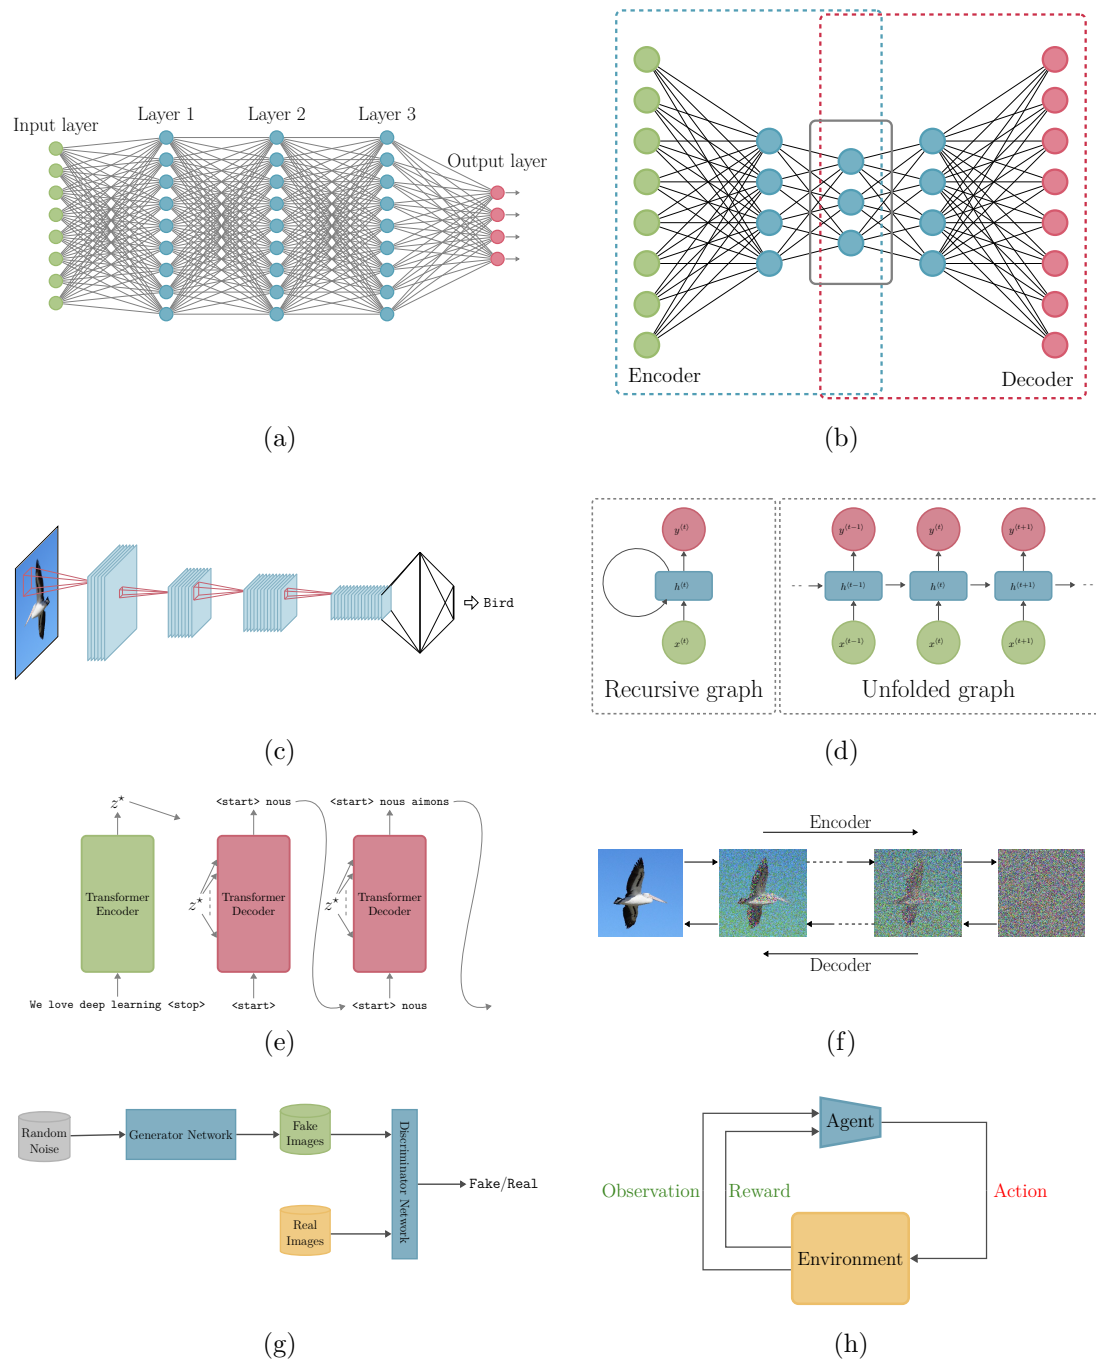 Input layer
Layer 1
Layer 2
Layer 3
Output layer
(a)
Encoder
Decoder
(b)
Bird
(c)
y⟨t⟩
h⟨t⟩
x⟨t⟩
Recursive graph
y⟨t−1⟩
y⟨t⟩
y⟨t+1⟩
h⟨t−1⟩
h⟨t⟩
h⟨t+1⟩
x⟨t−1⟩
x⟨t⟩
x⟨t+1⟩
Unfolded graph
(d)
z⋆
Transformer
Encoder
We love deep learning <stop>
<start> nous
z⋆
Transformer
Decoder
<start>
<start> nous aimons
z⋆
Transformer
Decoder
<start> nous
(e)
Encoder
Decoder
(f)
Random
Noise
Generator Network
Fake
Images
Real
Images
Discriminator Network
Fake/Real
(g)
Agent
Observation
Reward
Action
Environment
(h)